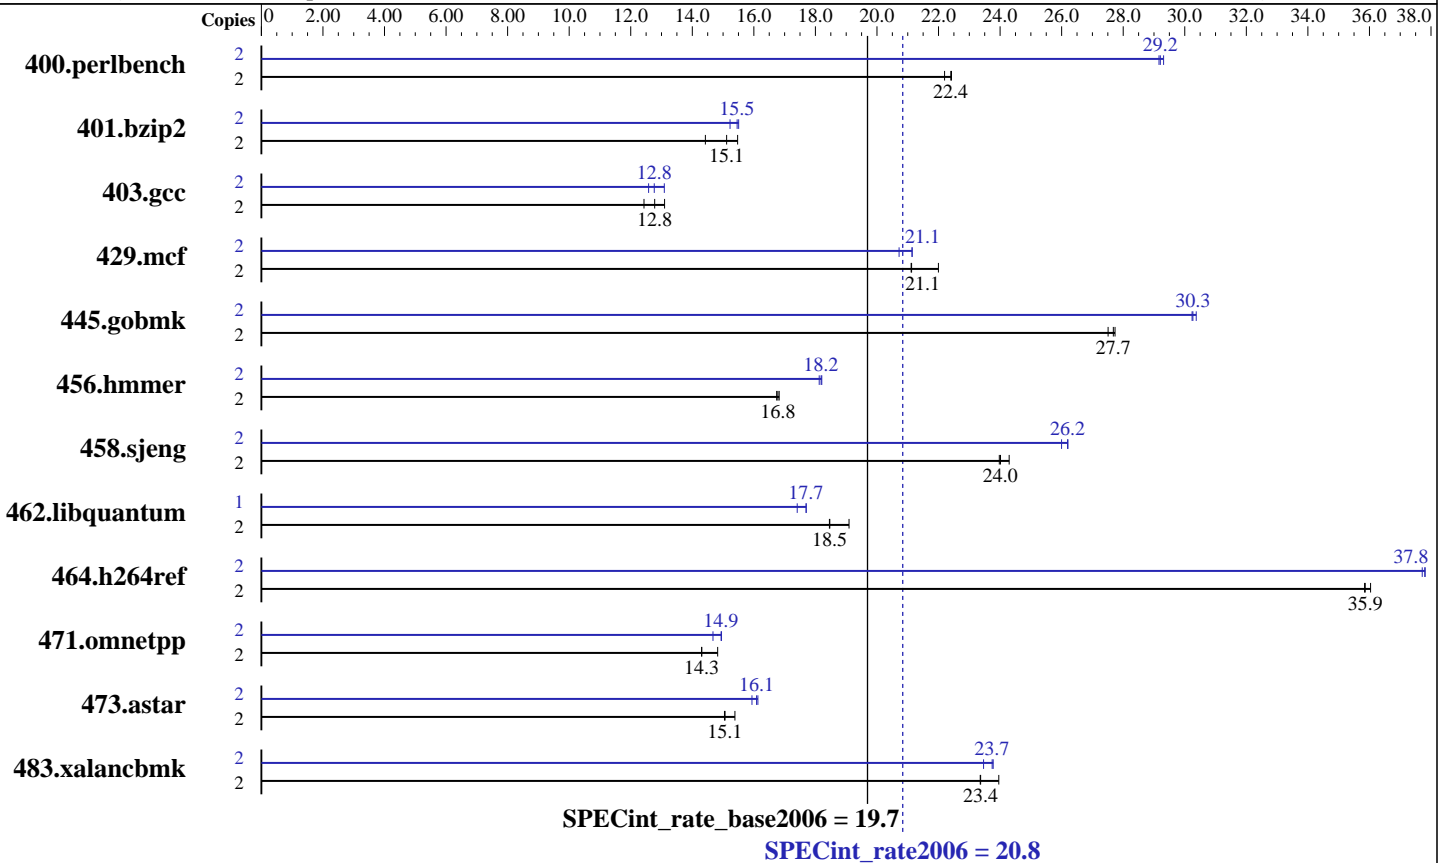 Copies 0 2.00 4.00 6.00 8.00 10.0 12.0 14.0 16.0 18.0 20.0 22.0 24.0 26.0 28.0 30.0 32.0 34.0 36.0 38.0
400.perlbench 2 29.2
2 22.4
401.bzip2 2 15.5
2 15.1
403.gcc 2 12.8
2 12.8
429.mcf 2 21.1
2 21.1
445.gobmk 2 30.3
2 27.7
456.hmmer 2 18.2
2 16.8
458.sjeng 2 26.2
2 24.0
462.libquantum 1 17.7
2 18.5
464.h264ref 2 37.8
2 35.9
471.omnetpp 2 14.9
2 14.3
473.astar 2 16.1
2 15.1
483.xalancbmk 2 23.7
2 23.4
SPECint_rate_base2006 = 19.7
SPECint_rate2006 = 20.8